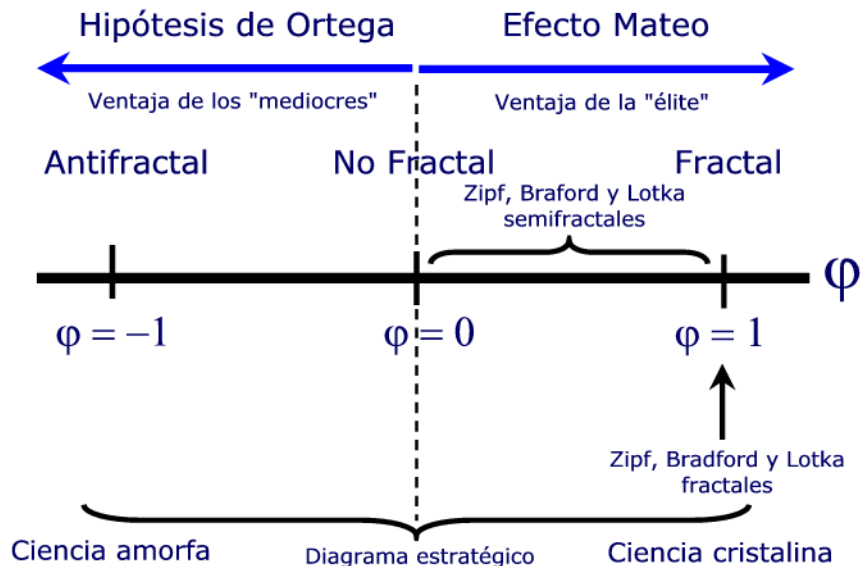 Hipótesis de Ortega
Efecto Mateo
Ventaja de los "mediocres"
Ventaja de la "élite"
Antifractal
No Fractal
Fractal
Zipf, Braford y Lotka
semifractales
φ
φ = −1
φ = 0
φ = 1
Zipf, Bradford y Lotka
fractales
Ciencia amorfa
Diagrama estratégico
Ciencia cristalina